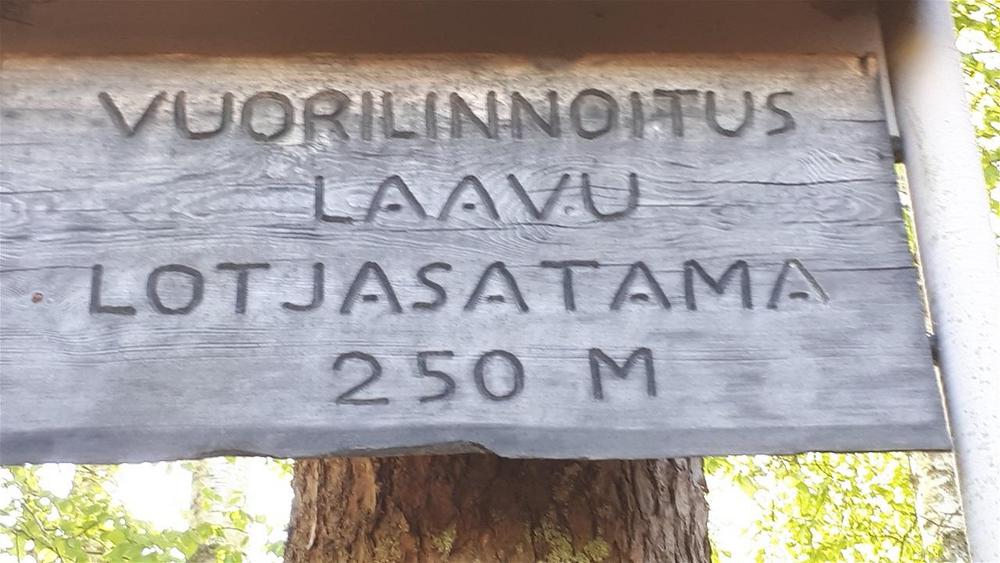 VUORILINNOITUS
LAAVU
LOTJASATAMA
250 M